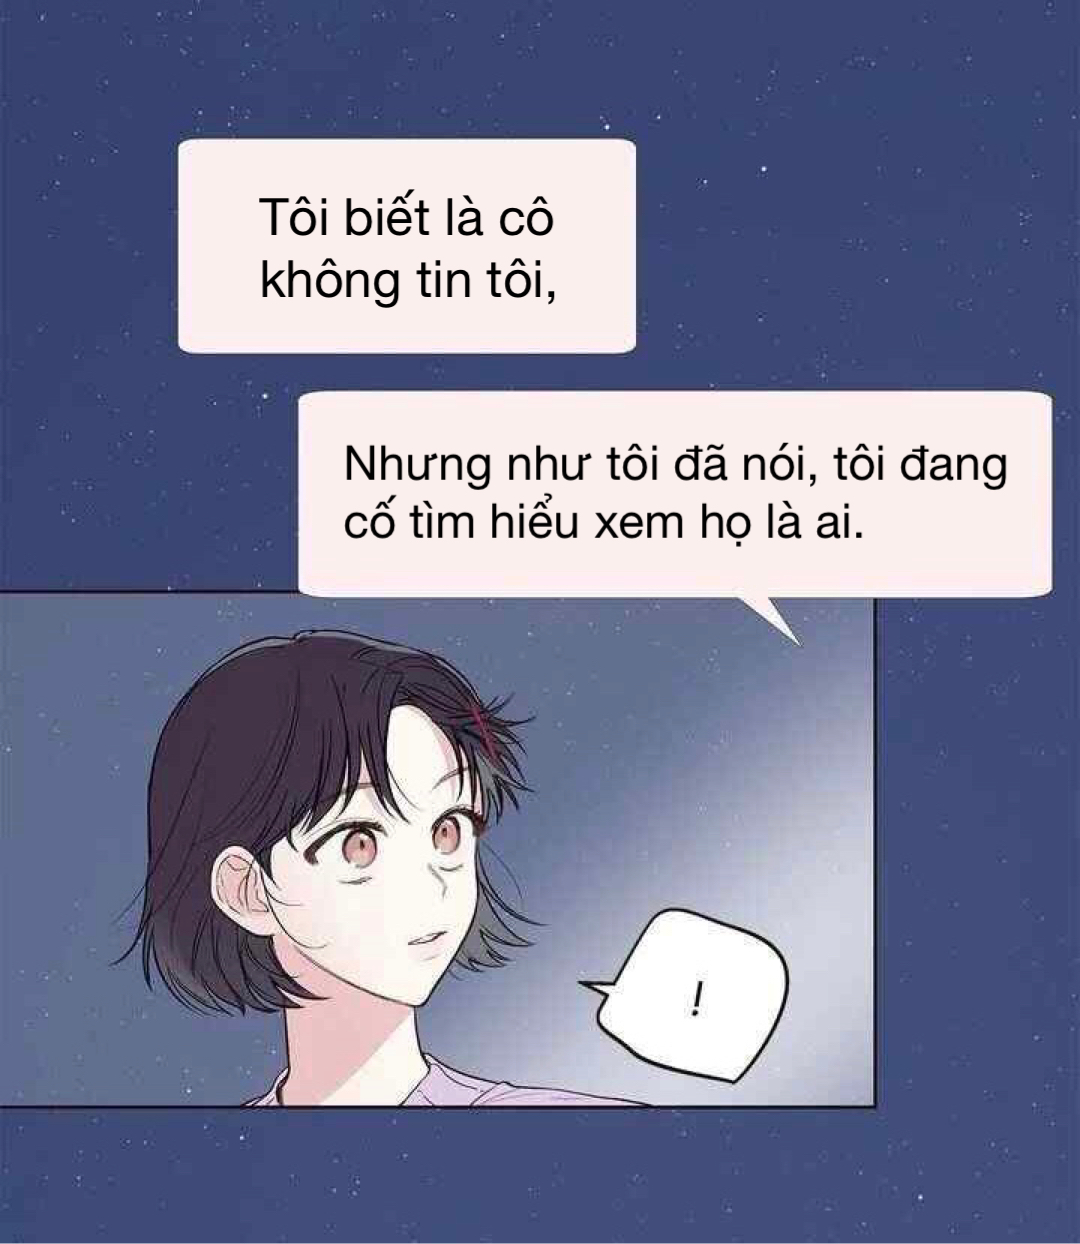 Tôi biết là cô
không tin tôi,
Nhưng như tôi đã nói, tôi đang
cố tìm hiểu xem họ là ai.
!